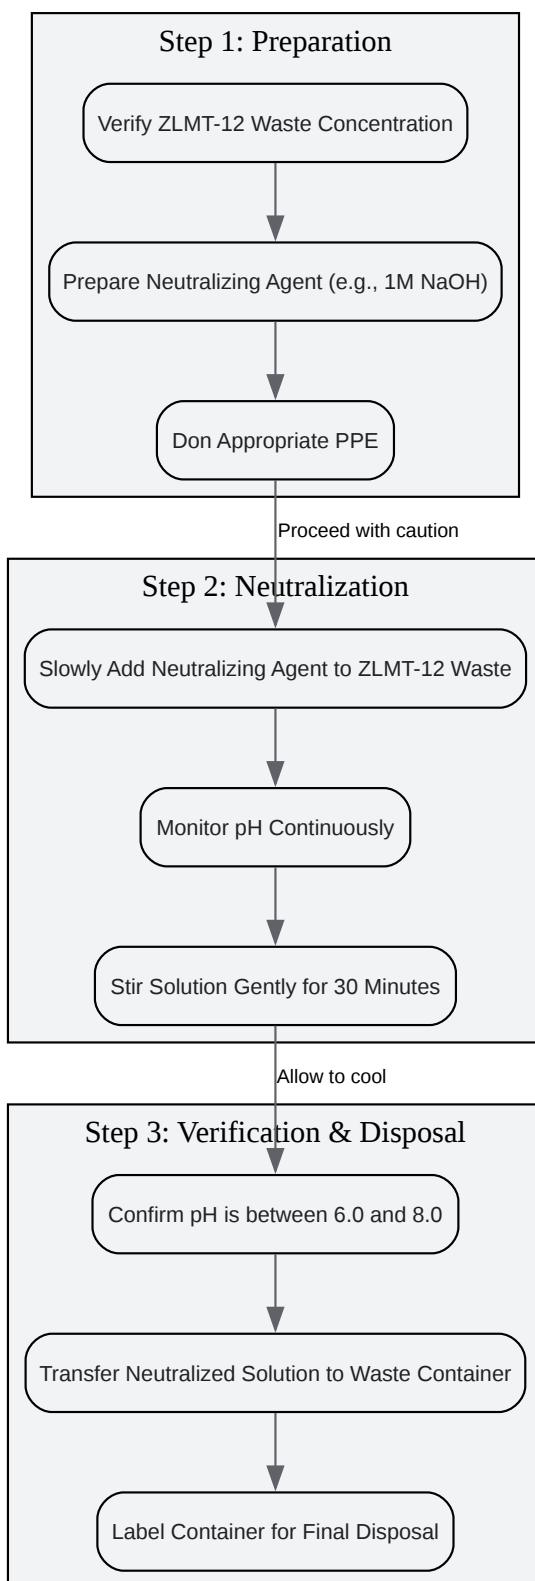 Step 1: Preparation
Verify ZLMT-12 Waste Concentration
Prepare Neutralizing Agent (e.g., 1M NaOH)
Don Appropriate PPE
Proceed with caution
Step 2: Neutralization
Slowly Add Neutralizing Agent to ZLMT-12 Waste
Monitor pH Continuously
Stir Solution Gently for 30 Minutes
Allow to cool
Step 3: Verification & Disposal
Confirm pH is between 6.0 and 8.0
Transfer Neutralized Solution to Waste Container
Label Container for Final Disposal